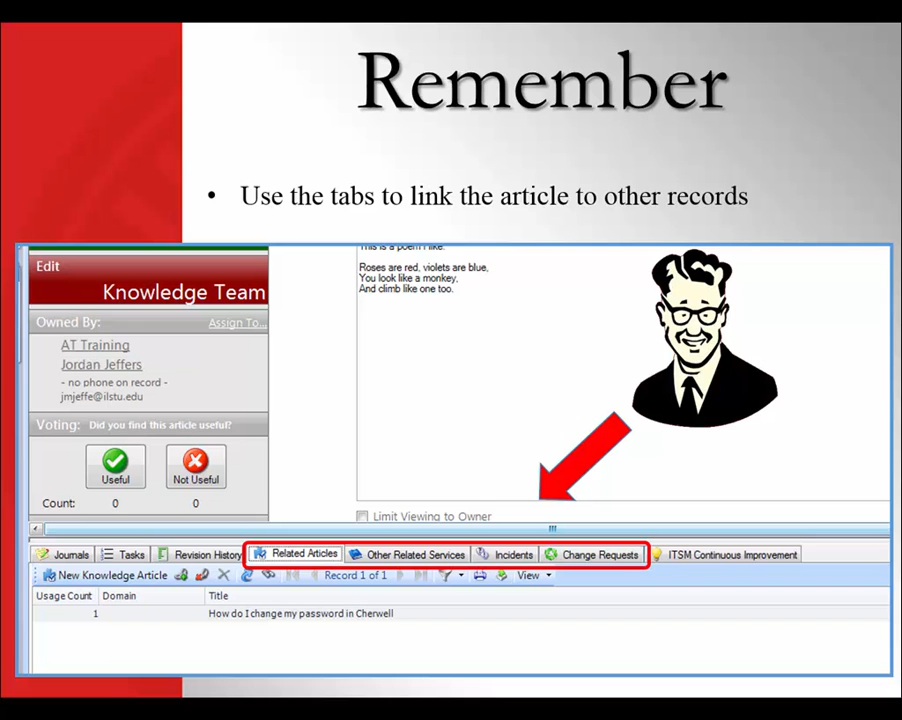 Remember
• Use the tabs to link the article to other records
This is a poem I like.
Roses are red, violets are blue,
You look like a monkey,
And climb like one too.
Edit
Knowledge Team
Owned By: Assign To...
AT Training
Jordan Jeffers
- no phone on record -
jmjeffe@ilstu.edu
Voting: Did you find this article useful?
Useful Not Useful
Count: 0 0
Limit Viewing to Owner
Journals Tasks Revision History Related Articles Other Related Services Incidents Change Requests ITSM Continuous Improvement
New Knowledge Article Record 1 of 1 View
Usage Count Domain Title
1 How do I change my password in Cherwell